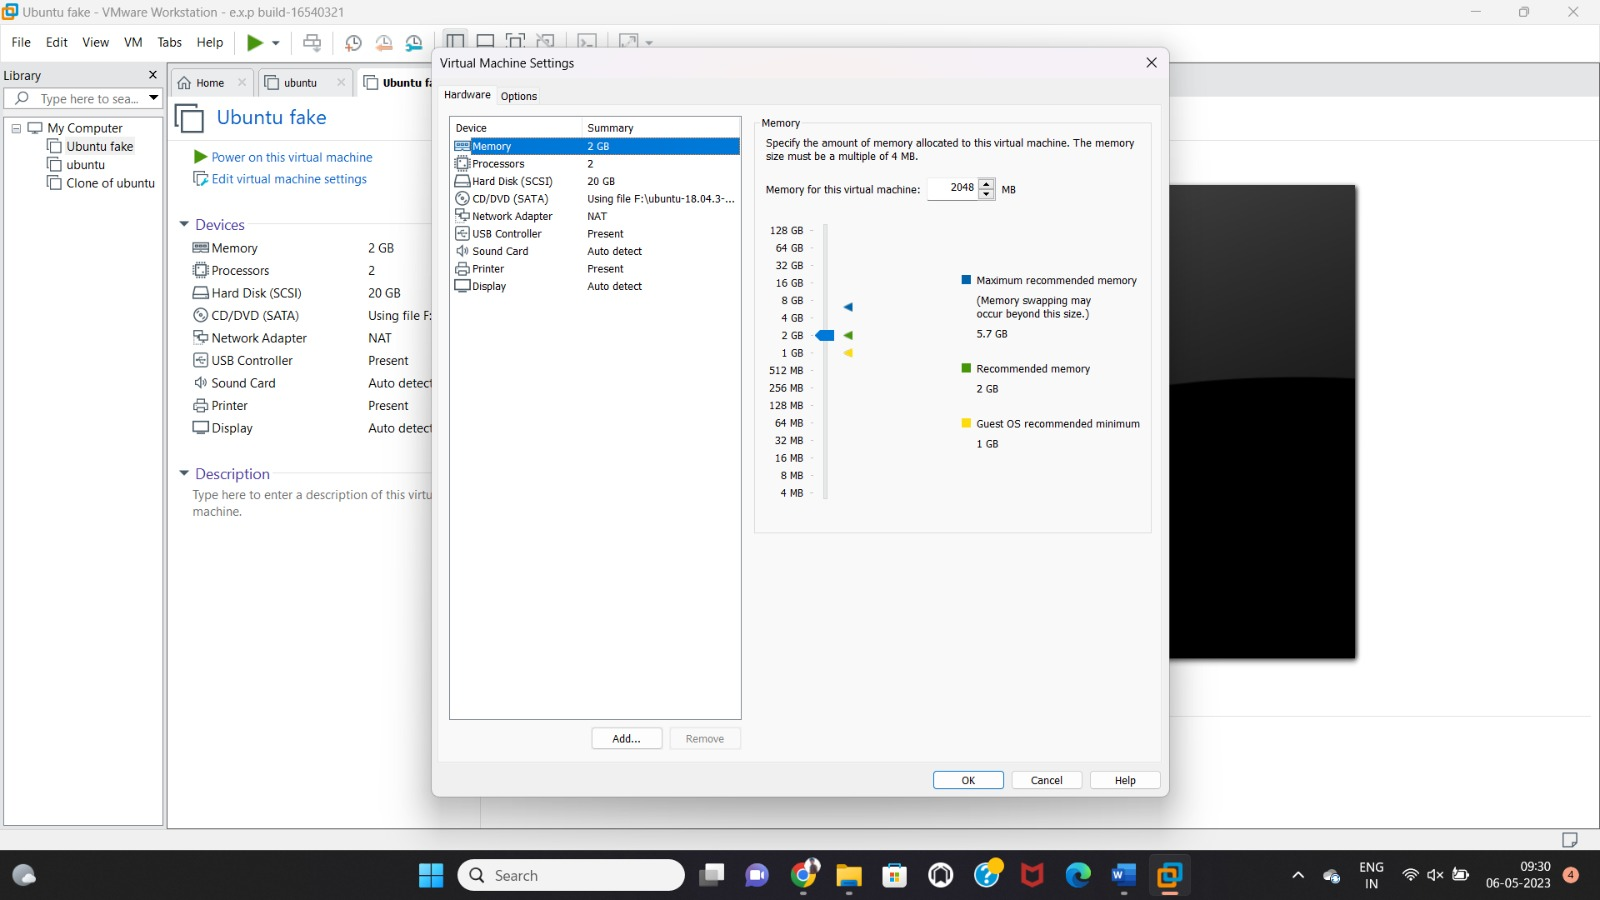 Ubuntu fake - VMware Workstation - e.x.p build-16540321
File Edit View VM Tabs Help
Library
Type here to sea...
My Computer
Ubuntu fake
ubuntu
Clone of ubuntu
Home
ubuntu
Ubuntu fa
Ubuntu fake
Power on this virtual machine
Edit virtual machine settings
Devices
Memory 2 GB
Processors 2
Hard Disk (SCSI) 20 GB
CD/DVD (SATA) Using file F:
Network Adapter NAT
USB Controller Present
Sound Card Auto detect
Printer Present
Display Auto detect
Description
Type here to enter a description of this virtu
machine.
Virtual Machine Settings
Hardware Options
Device Summary
Memory 2 GB
Processors 2
Hard Disk (SCSI) 20 GB
CD/DVD (SATA) Using file F:\ubuntu-18.04.3-...
Network Adapter NAT
USB Controller Present
Sound Card Auto detect
Printer Present
Display Auto detect
Add... Remove
Memory
Specify the amount of memory allocated to this virtual machine. The memory
size must be a multiple of 4 MB.
Memory for this virtual machine: 2048 MB
128 GB
64 GB
32 GB
16 GB
8 GB
4 GB
2 GB
1 GB
512 MB
256 MB
128 MB
64 MB
32 MB
16 MB
8 MB
4 MB
Maximum recommended memory
(Memory swapping may
occur beyond this size.)
5.7 GB
Recommended memory
2 GB
Guest OS recommended minimum
1 GB
OK Cancel Help
Search
ENG
IN
09:30
06-05-2023
4